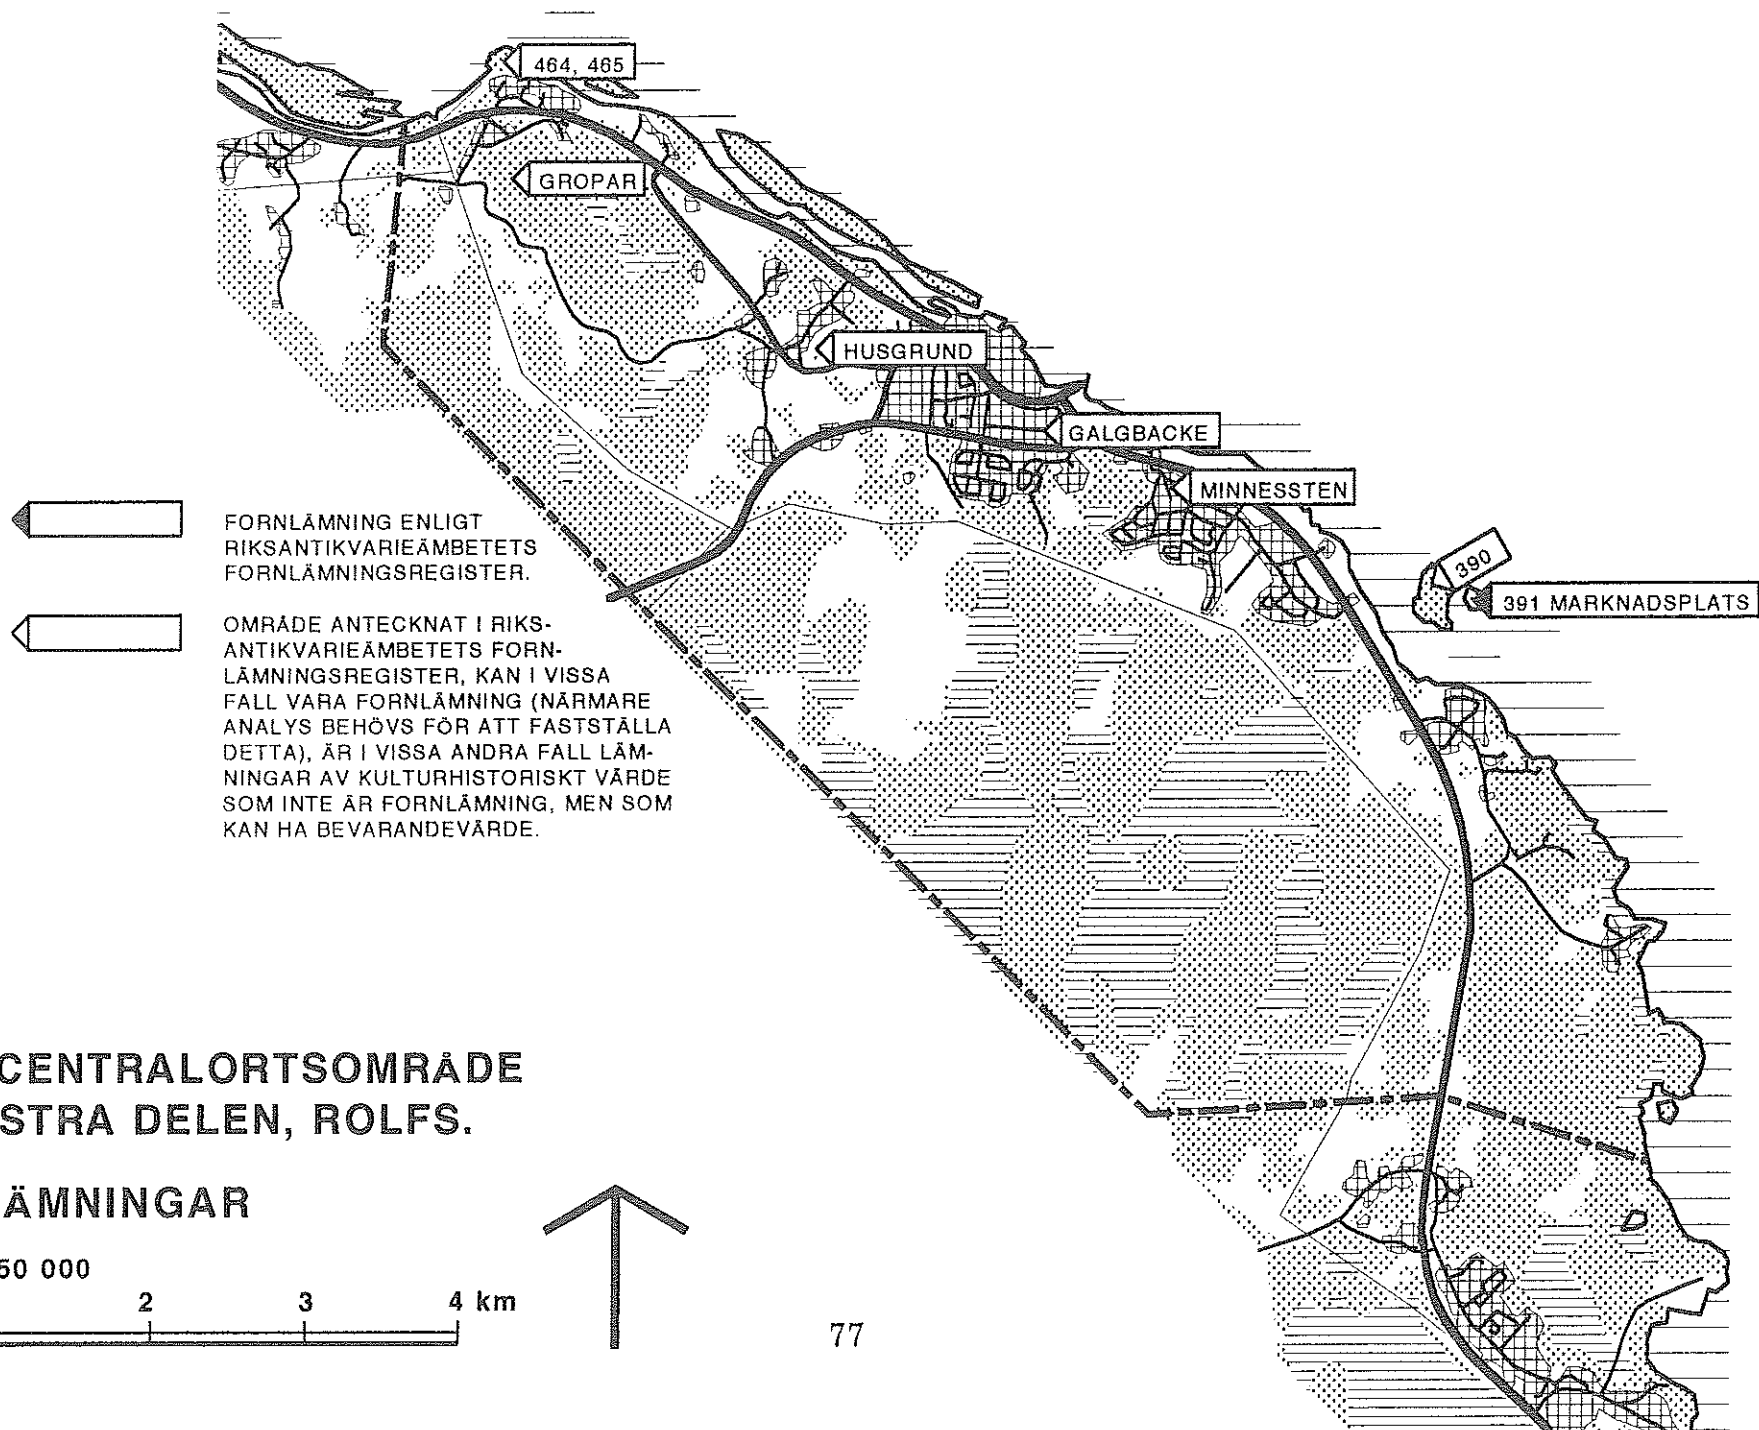 464, 465
GROPAR
HUSGRUND
GALGBACKE
MINNESSTEN
390
391 MARKNADSPLATS
FORNLÄMNING ENLIGT
RIKSANTIKVARIEÄMBETETS
FORNLÄMNINGSREGISTER.
OMRÅDE ANTECKNAT I RIKS-
ANTIKVARIEÄMBETETS FORN-
LÄMNINGSREGISTER, KAN I VISSA
FALL VARA FORNLÄMNING (NÄRMARE
ANALYS BEHÖVS FÖR ATT FASTSTÄLLA
DETTA), ÄR I VISSA ANDRA FALL LÄM-
NINGAR AV KULTURHISTORISKT VÄRDE
SOM INTE ÄR FORNLÄMNING, MEN SOM
KAN HA BEVARANDEVÄRDE.
CENTRALORTSOMRÅDE
STRA DELEN, ROLFS.
ÄMNINGAR
50 000
2 3 4 km
77